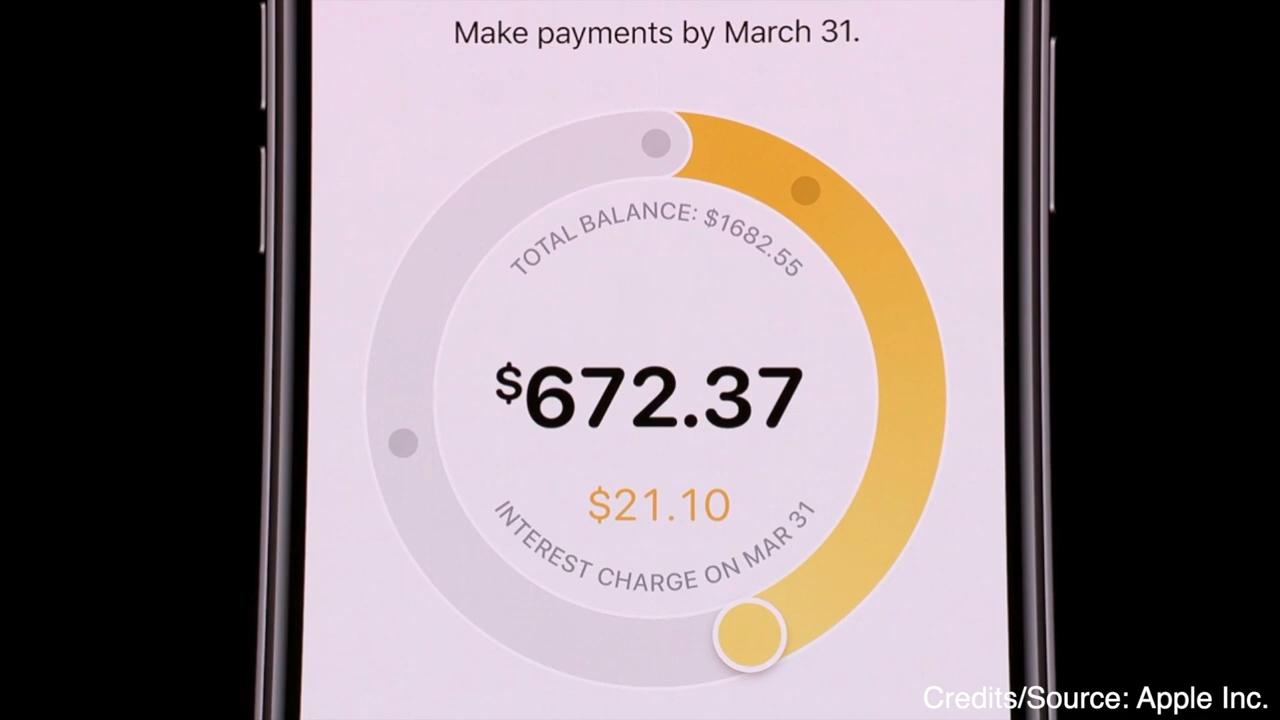 Make payments by March 31.
TOTAL BALANCE: $1682.55
$672.37
$21.10
INTEREST CHARGE ON MAR 31
Credits/Source: Apple Inc.